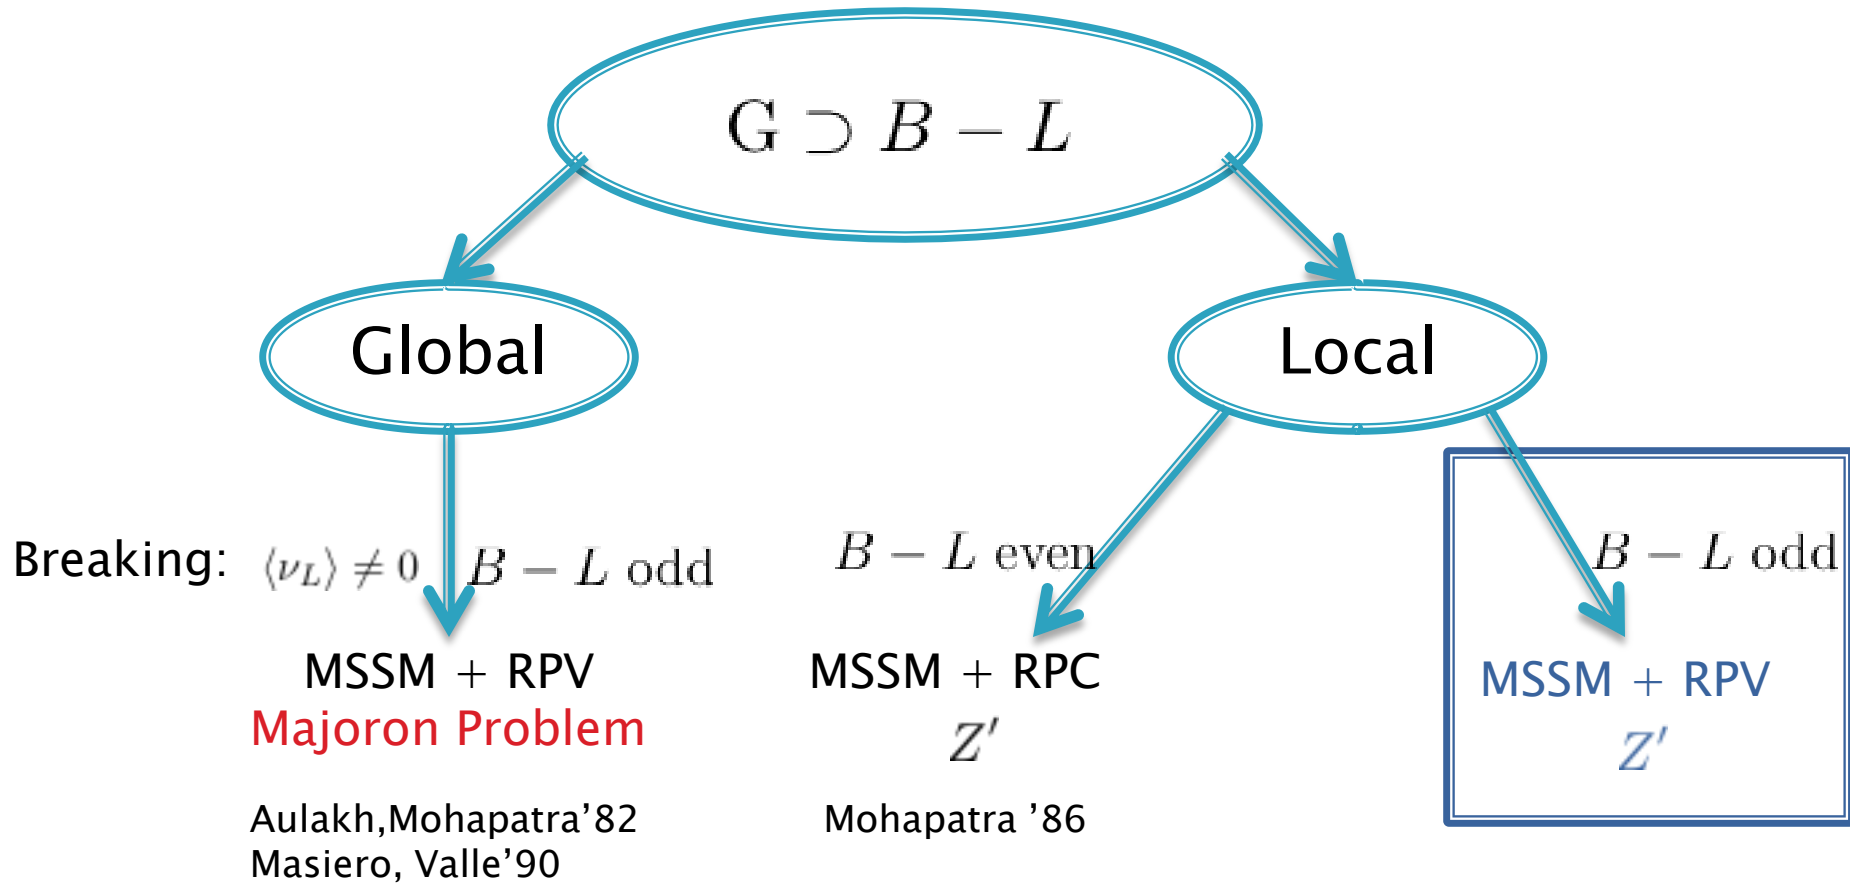 G ⊃ B − L
Global
Local
Breaking: ⟨ν_L⟩ ≠ 0 B − L odd
B − L even
B − L odd
MSSM + RPV
Majoron Problem
Aulakh,Mohapatra’82
Masiero, Valle’90
MSSM + RPC
Z′
Mohapatra ’86
MSSM + RPV
Z′